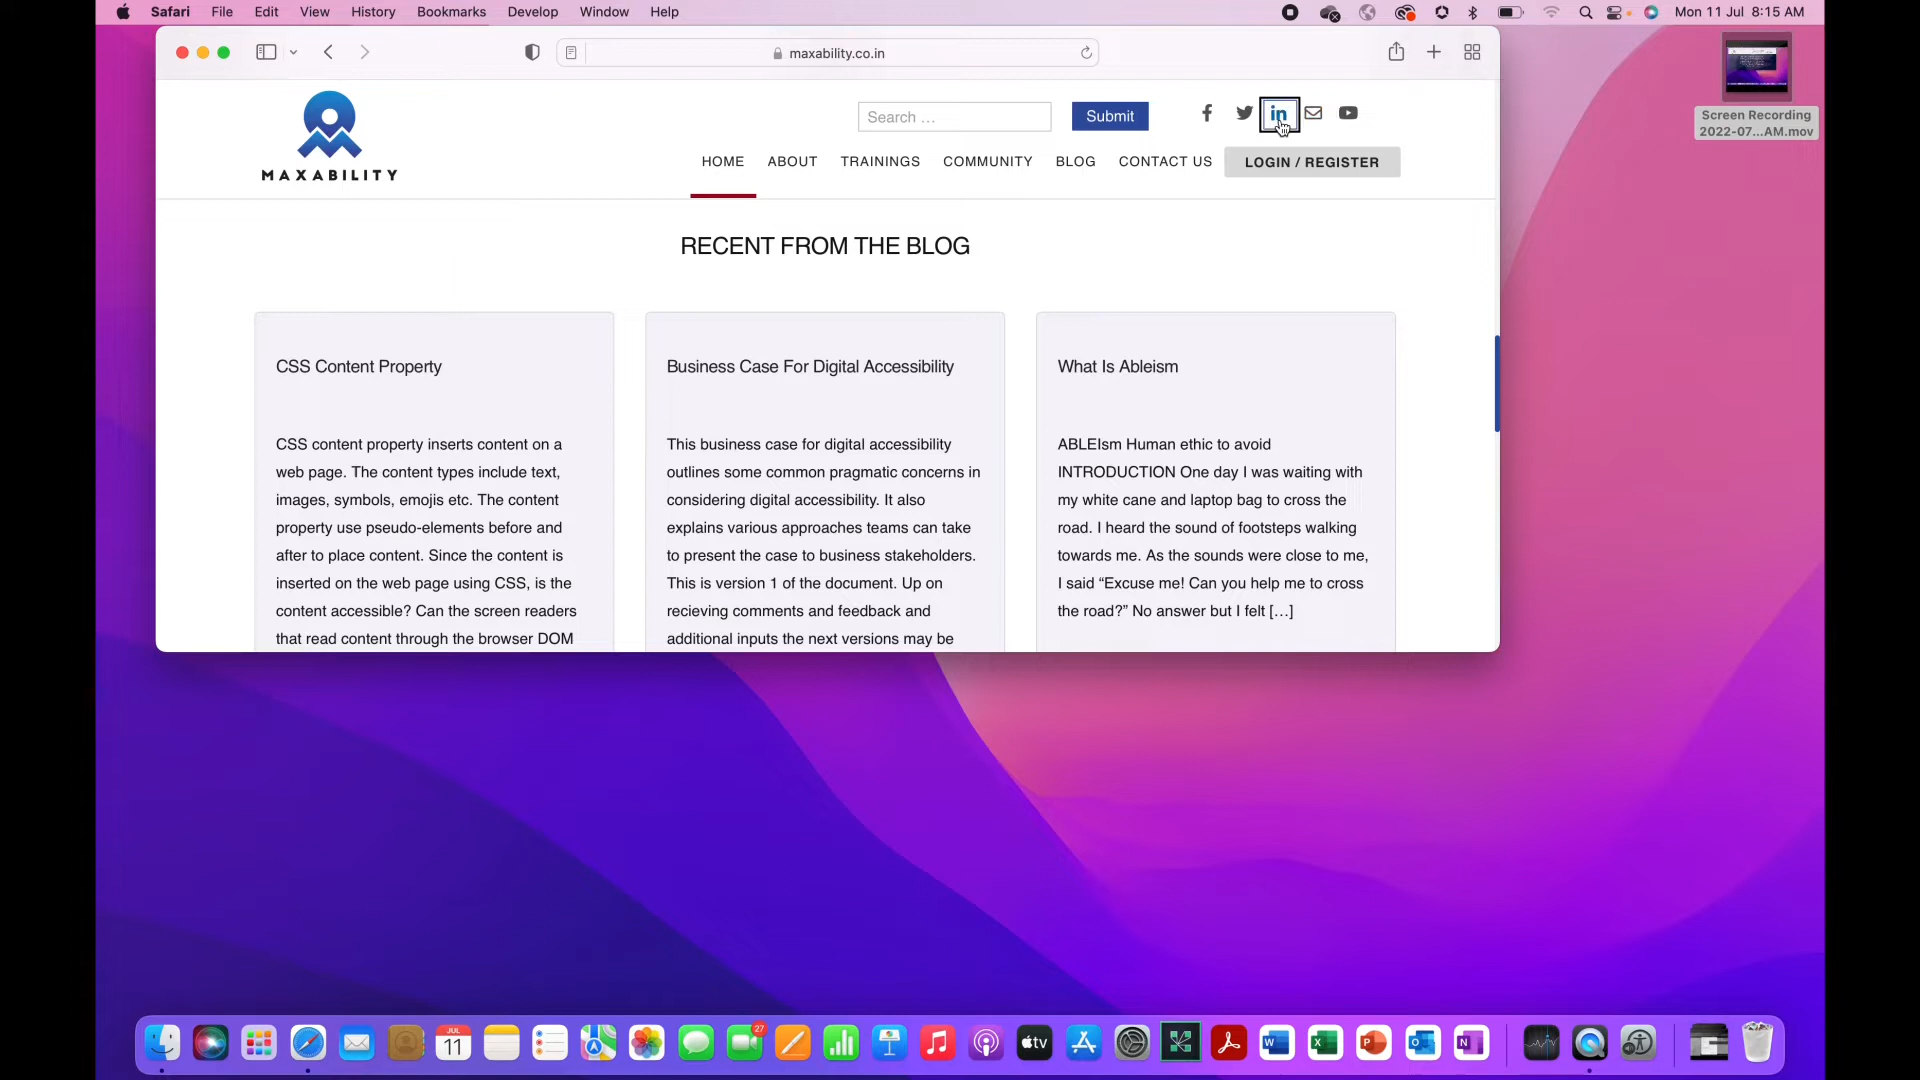 Safari File Edit View History Bookmarks Develop Window Help Mon 11 Jul 8:15 AM
maxability.co.in
Screen Recording
2022-07...AM.mov
MAXABILITY
Search …
Submit
in
HOME ABOUT TRAININGS COMMUNITY BLOG CONTACT US LOGIN / REGISTER
RECENT FROM THE BLOG
CSS Content Property
CSS content property inserts content on a
web page. The content types include text,
images, symbols, emojis etc. The content
property use pseudo-elements before and
after to place content. Since the content is
inserted on the web page using CSS, is the
content accessible? Can the screen readers
that read content through the browser DOM
Business Case For Digital Accessibility
This business case for digital accessibility
outlines some common pragmatic concerns in
considering digital accessibility. It also
explains various approaches teams can take
to present the case to business stakeholders.
This is version 1 of the document. Up on
recieving comments and feedback and
additional inputs the next versions may be
What Is Ableism
ABLEIsm Human ethic to avoid
INTRODUCTION One day I was waiting with
my white cane and laptop bag to cross the
road. I heard the sound of footsteps walking
towards me. As the sounds were close to me,
I said “Excuse me! Can you help me to cross
the road?” No answer but I felt […]
JUL
11
27
tv
W
X
P
O
N